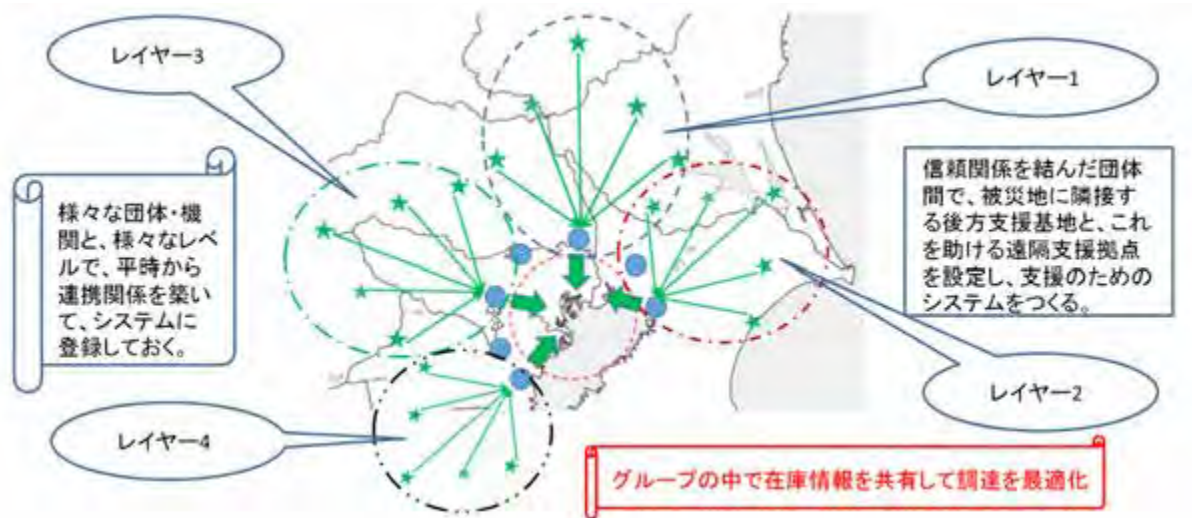 レイヤー3
レイヤー1
様々な団体・機
関と、様々なレベ
ルで、平時から
連携関係を築い
て、システムに
登録しておく。
信頼関係を結んだ団体
間で、被災地に隣接す
る後方支援基地と、これ
を助ける遠隔支援拠点
を設定し、支援のための
システムをつくる。
レイヤー2
レイヤー4
グループの中で在庫情報を共有して調達を最適化